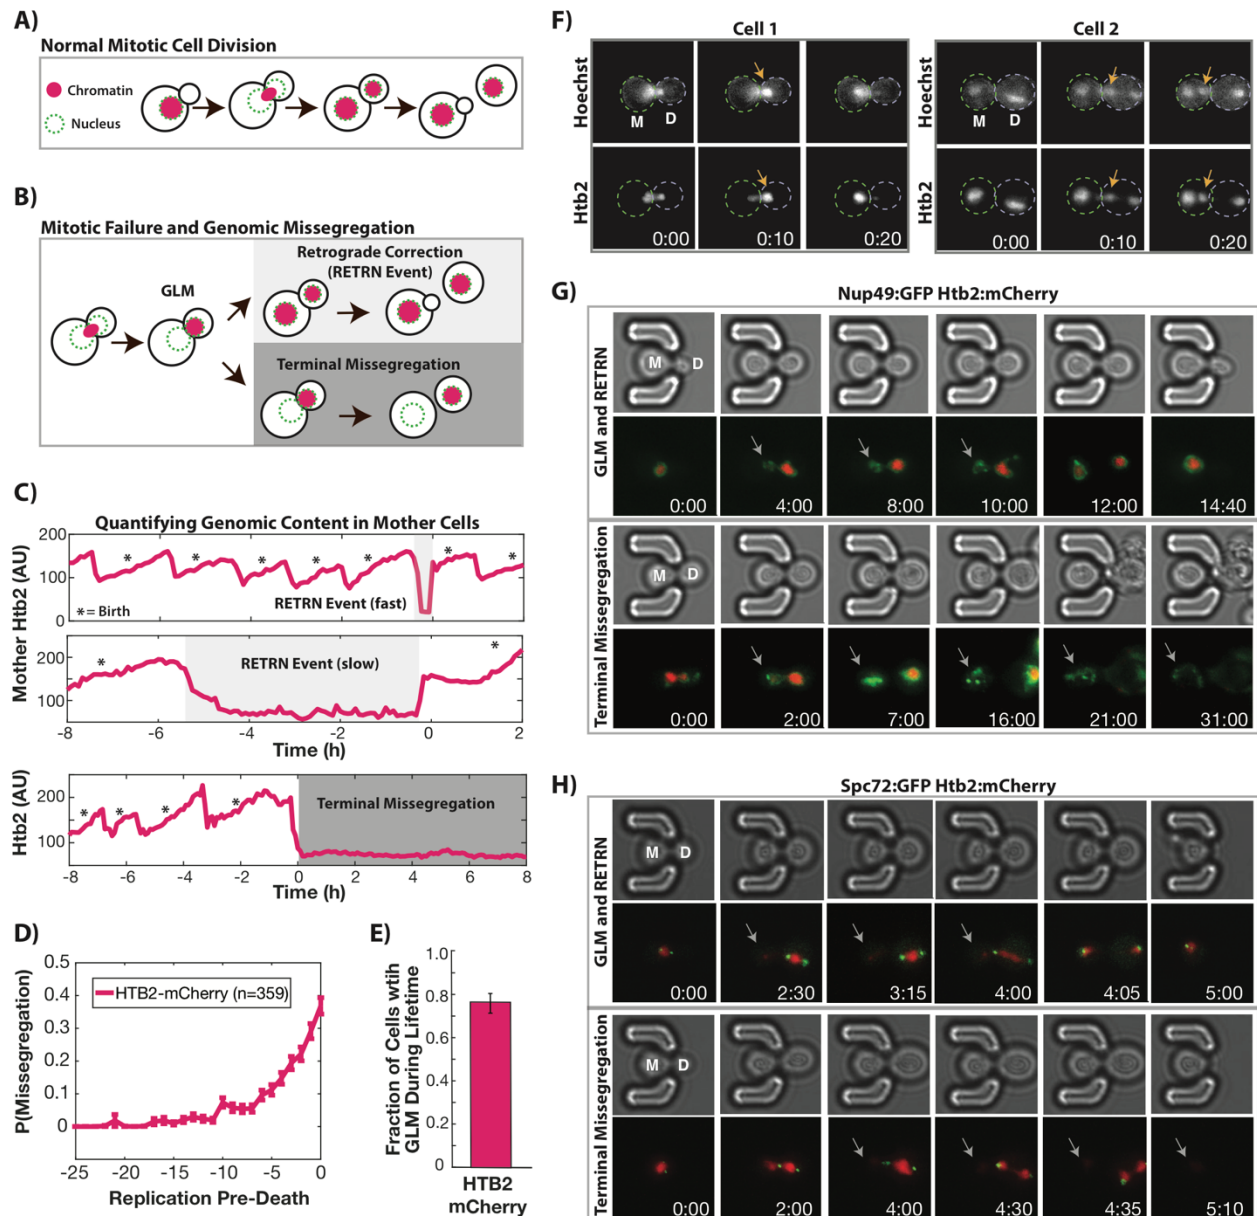 A)
Normal Mitotic Cell Division
Chromatin
Nucleus
B)
Mitotic Failure and Genomic Missegregation
GLM
Retrograde Correction
(RETRN Event)
Terminal Missegregation
C)
Quantifying Genomic Content in Mother Cells
Mother Htb2 (AU)
200
100
0
* * * * * * *
*= Birth
RETRN Event (fast)
200
100
* *
RETRN Event (slow)
-8 -6 -4 -2 0 2
Time (h)
Htb2 (AU)
200
100
* * * *
Terminal Missegregation
-8 -6 -4 -2 0 2 4 6 8
Time (h)
D)
P(Missegregation)
0.5
0.4
0.3
0.2
0.1
0
HTB2-mCherry (n=359)
-25 -20 -15 -10 -5 0
Replication Pre-Death
E)
Fraction of Cells wtih
GLM During Lifetime
1.0
0.8
0.6
0.4
0.2
0
HTB2
mCherry
F)
Cell 1 Cell 2
Hoechst
M D
Htb2
0:00 0:10 0:20
Hoechst
M D
Htb2
0:00 0:10 0:20
G)
Nup49:GFP Htb2:mCherry
GLM and RETRN
M D
0:00 4:00 8:00 10:00 12:00 14:40
Terminal Missegregation
M D
0:00 2:00 7:00 16:00 21:00 31:00
H)
Spc72:GFP Htb2:mCherry
GLM and RETRN
M D
0:00 2:30 3:15 4:00 4:05 5:00
Terminal Missegregation
M D
0:00 2:00 4:00 4:30 4:35 5:10